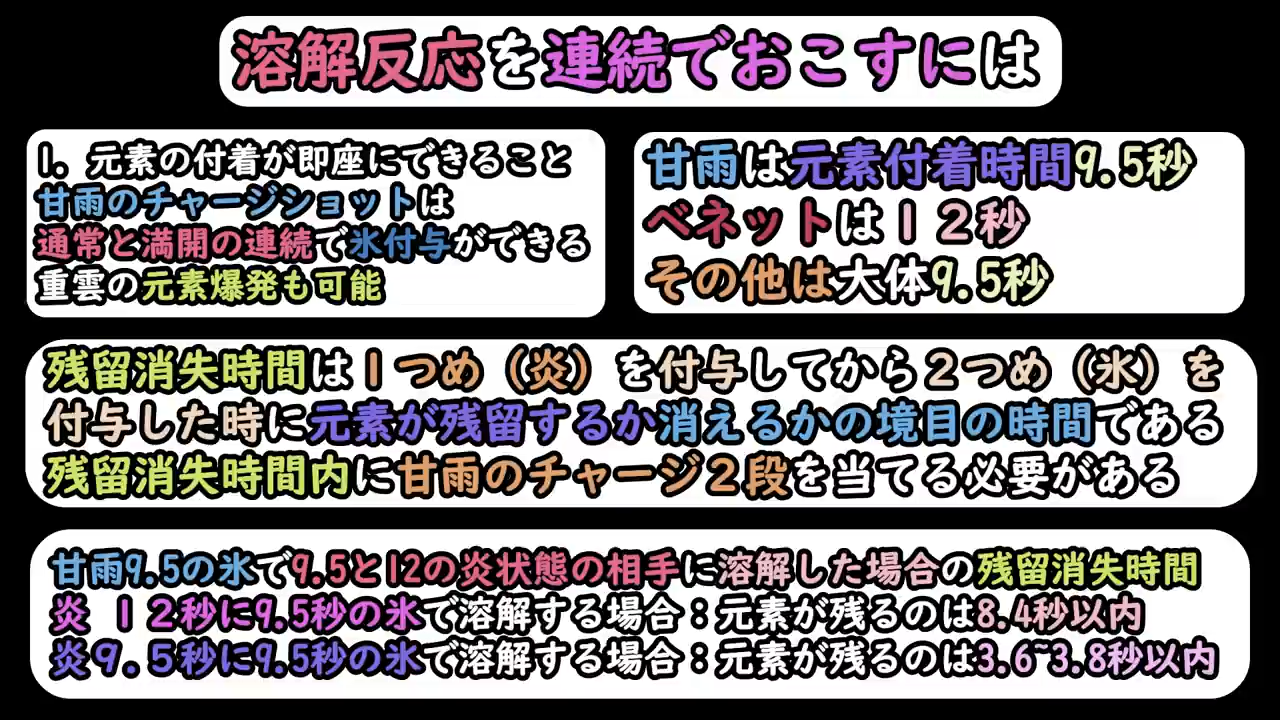 溶解反応を連続でおこすには
1. 元素の付着が即座にできること
甘雨のチャージショットは
通常と満開の連続で氷付与ができる
重雲の元素爆発も可能
甘雨は元素付着時間9.5秒
ベネットは１２秒
その他は大体9.5秒
残留消失時間は１つめ（炎）を付与してから２つめ（氷）を
付与した時に元素が残留するか消えるかの境目の時間である
残留消失時間内に甘雨のチャージ２段を当てる必要がある
甘雨9.5の氷で9.5と12の炎状態の相手に溶解した場合の残留消失時間
炎 １２秒に9.5秒の氷で溶解する場合：元素が残るのは8.4秒以内
炎９.５秒に9.5秒の氷で溶解する場合：元素が残るのは3.6~3.8秒以内